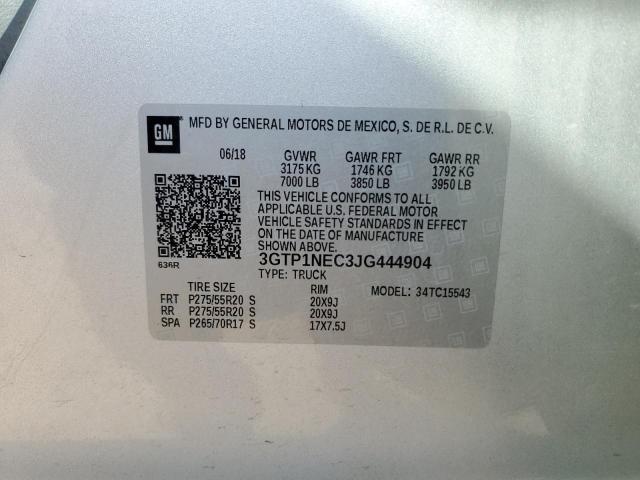 GM
MFD BY GENERAL MOTORS DE MEXICO, S. DE R.L. DE C.V.
06/18 GVWR GAWR FRT GAWR RR
3175 KG 1746 KG 1792 KG
7000 LB 3850 LB 3950 LB
THIS VEHICLE CONFORMS TO ALL
APPLICABLE U.S. FEDERAL MOTOR
VEHICLE SAFETY STANDARDS IN EFFECT
ON THE DATE OF MANUFACTURE
SHOWN ABOVE.
636R
3GTP1NEC3JG444904
TYPE: TRUCK
TIRE SIZE RIM MODEL: 34TC15543
FRT P275/55R20 S 20X9J
RR P275/55R20 S 20X9J
SPA P265/70R17 S 17X7.5J